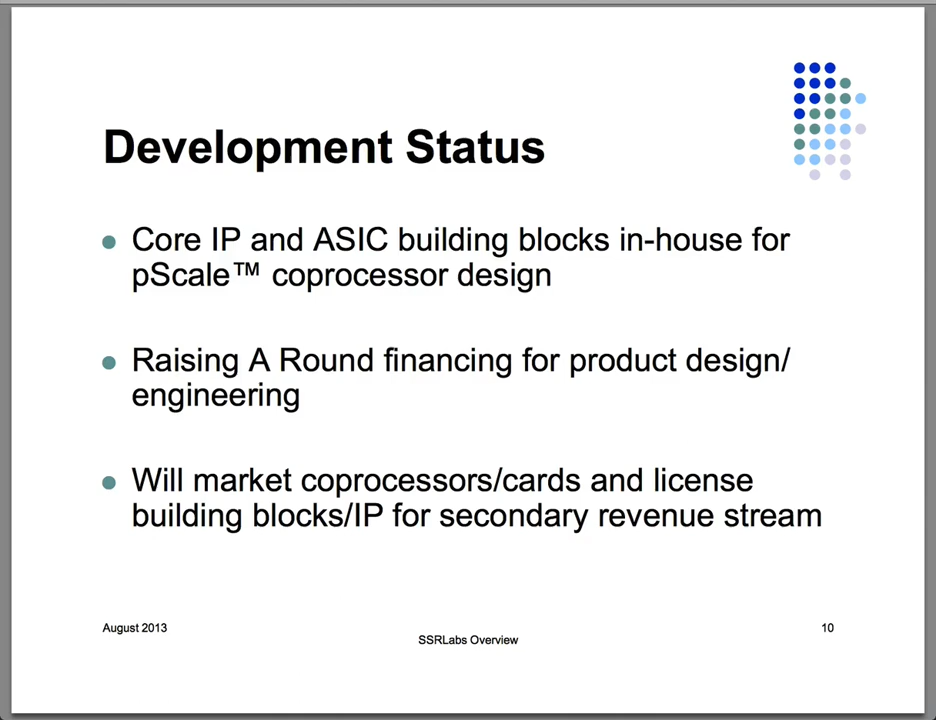 Development Status
Core IP and ASIC building blocks in-house for
pScale™ coprocessor design
Raising A Round financing for product design/
engineering
Will market coprocessors/cards and license
building blocks/IP for secondary revenue stream
August 2013
SSRLabs Overview
10